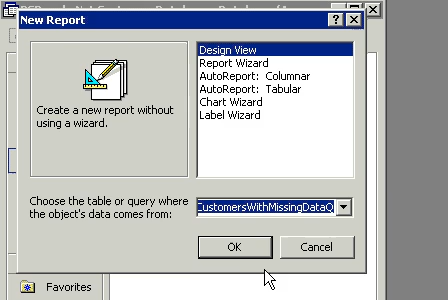 New Report
Design View
Report Wizard
AutoReport: Columnar
AutoReport: Tabular
Chart Wizard
Label Wizard
Create a new report without
using a wizard.
Choose the table or query where
the object's data comes from:
CustomersWithMissingDataQ
OK
Cancel
Favorites